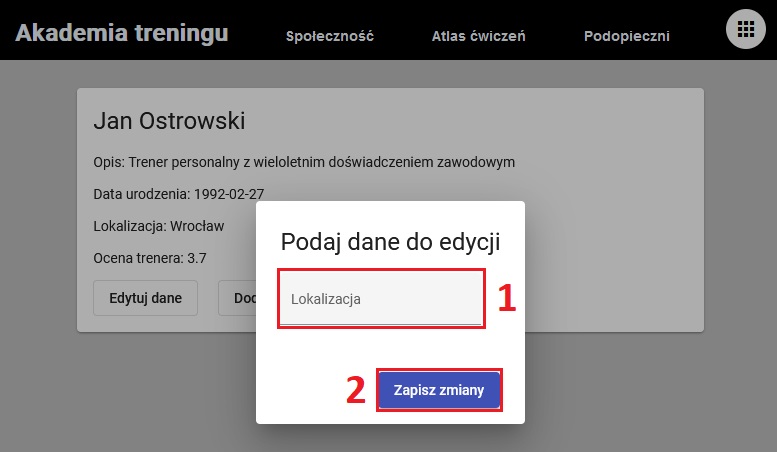 Akademia treningu Społeczność Atlas ćwiczeń Podopieczni
Jan Ostrowski
Opis: Trener personalny z wieloletnim doświadczeniem zawodowym
Data urodzenia: 1992-02-27
Lokalizacja: Wrocław
Ocena trenera: 3.7
Edytuj dane
Podaj dane do edycji
Lokalizacja 1
2 Zapisz zmiany